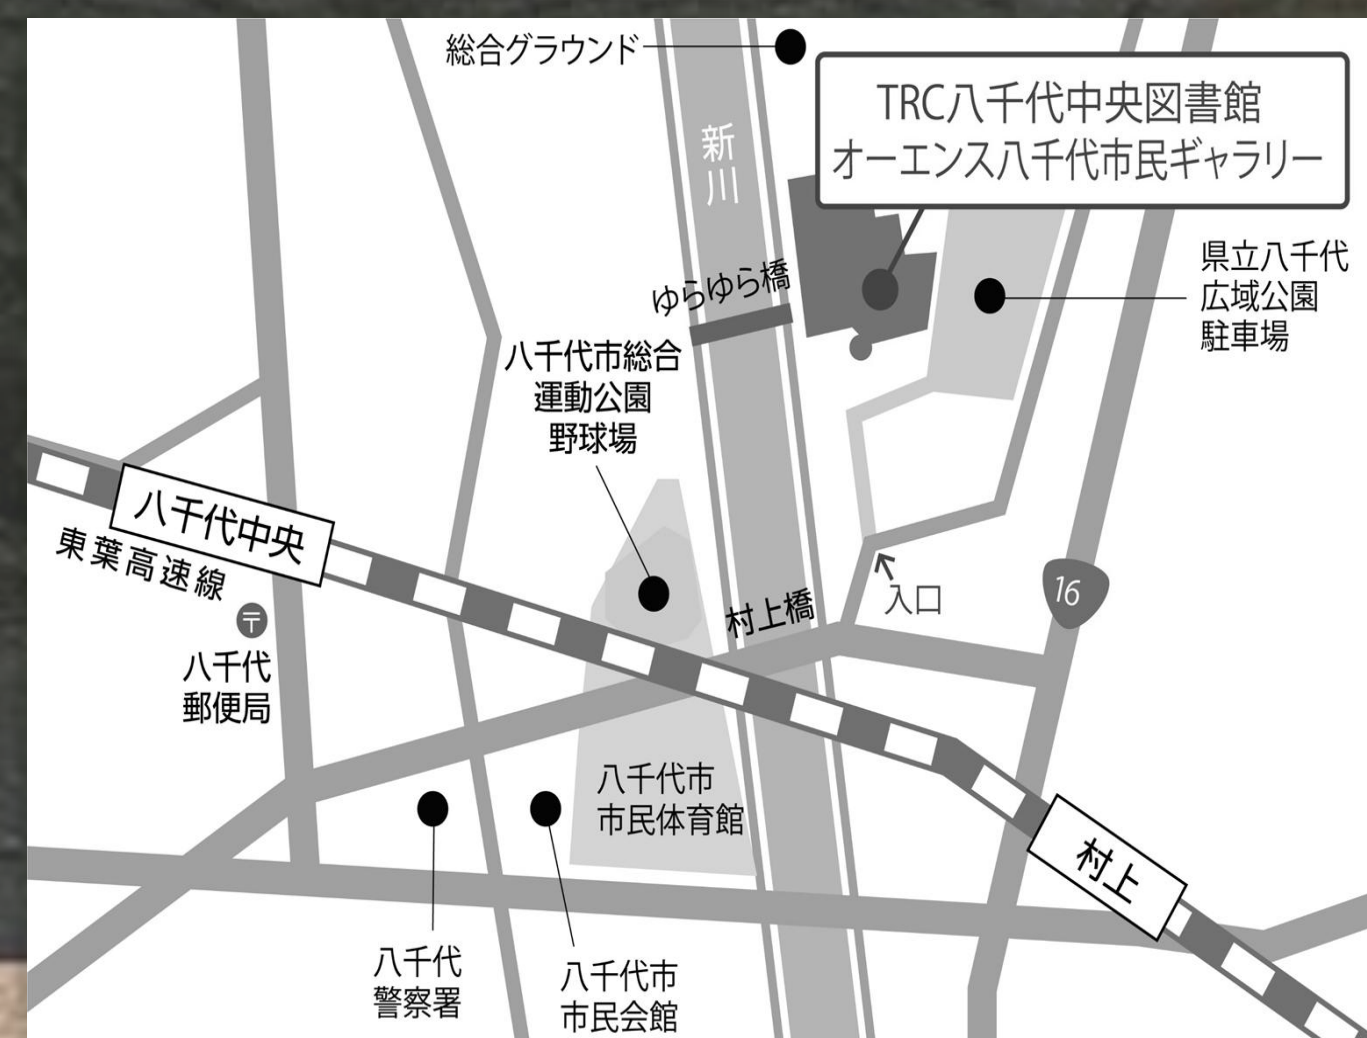 総合グラウンド
TRC八千代中央図書館
オーエンス八千代市民ギャラリー
新川
県立八千代
広域公園
駐車場
ゆらゆら橋
八千代市総合
運動公園
野球場
八千代中央
東葉高速線
〒
八千代
郵便局
村上橋
入口
16
八千代市
市民体育館
村上
八千代
警察署
八千代市
市民会館